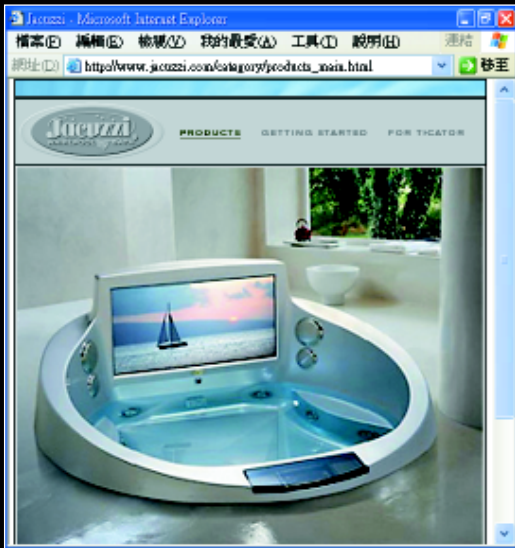 Jacuzzi - Microsoft Internet Explorer
檔案(F) 編輯(E) 檢視(V) 我的最愛(A) 工具(T) 說明(H) 連結
網址(D) http://www.jacuzzi.com/category/products_main.html 移至
Jacuzzi
PRODUCTS GETTING STARTED